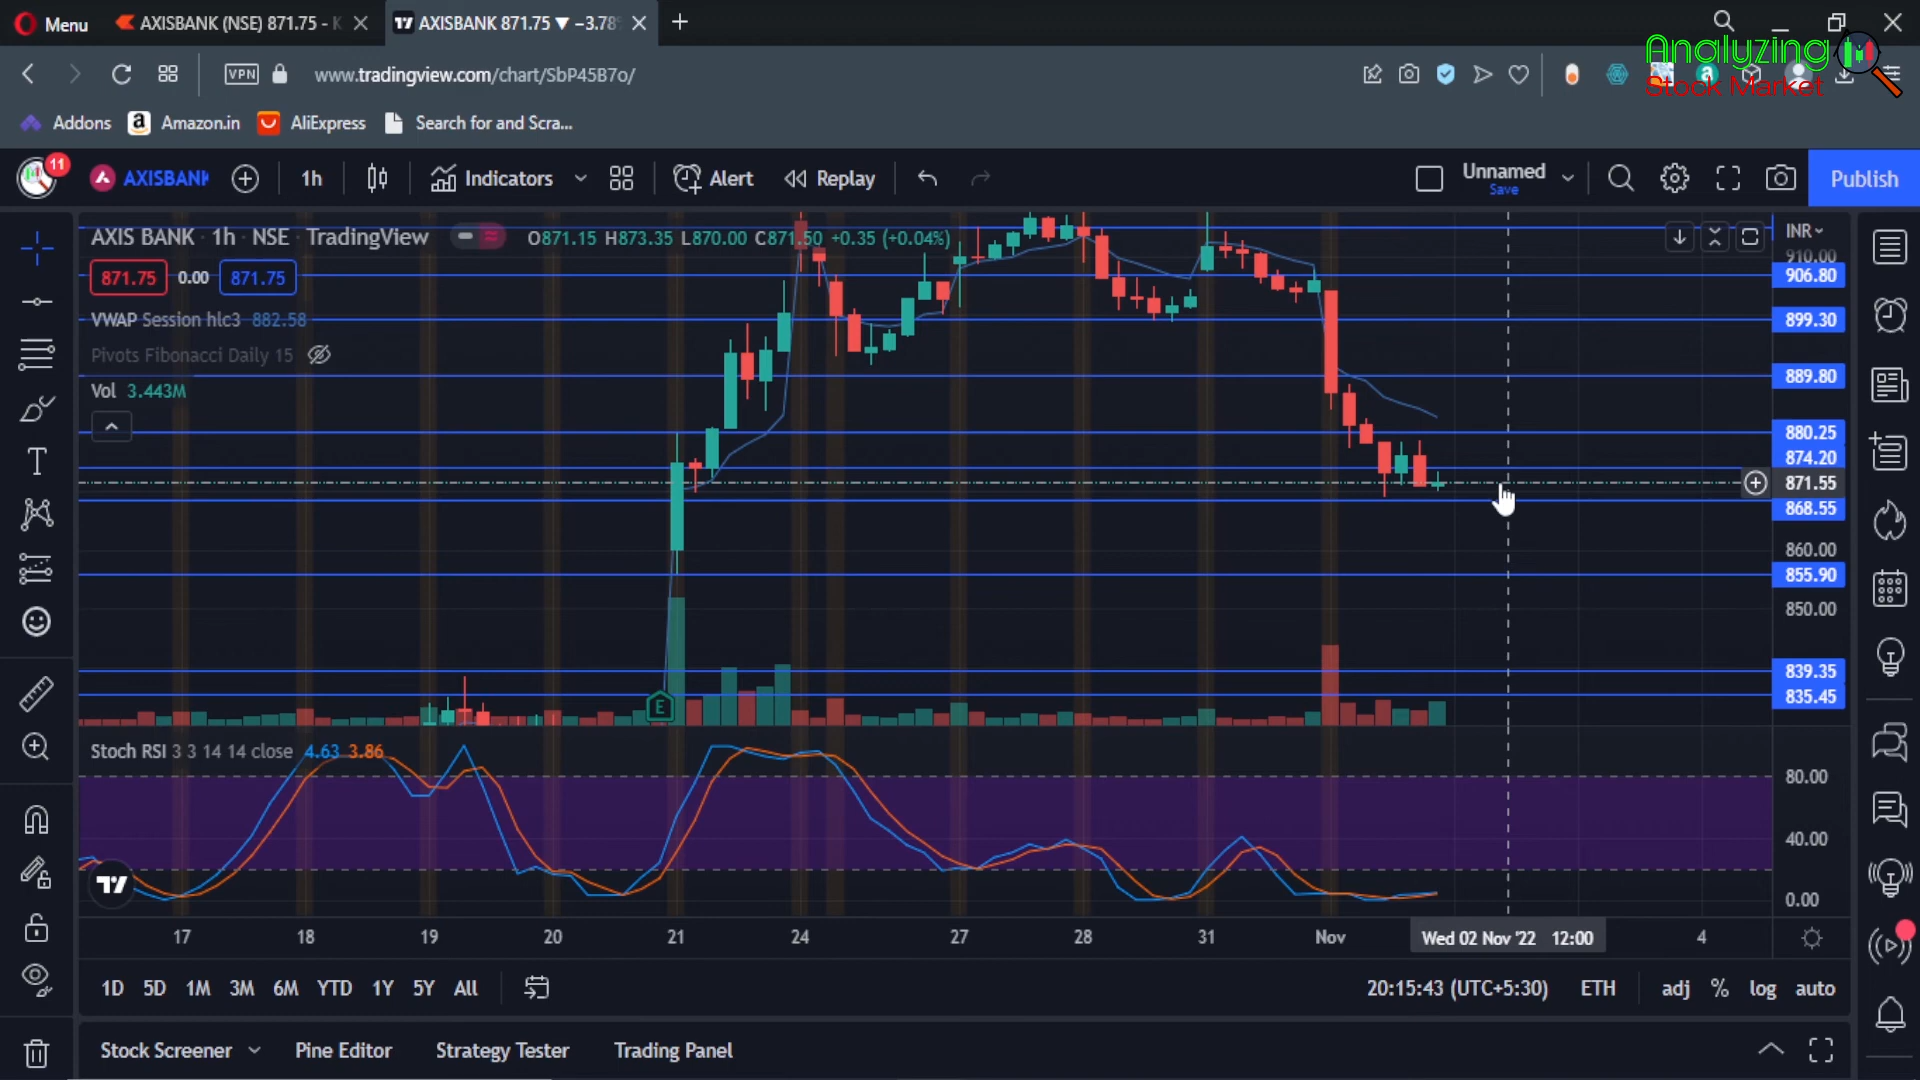 Menu
AXISBANK (NSE) 871.75 - K
AXISBANK 871.75 ▼ −3.78%
Analyzing
Stock Market
VPN
www.tradingview.com/chart/SbP45B7o/
Addons
Amazon.in
AliExpress
Search for and Scra...
11
AXISBANK
1h
Indicators
Alert
Replay
Unnamed
Save
Publish
AXIS BANK · 1h · NSE · TradingView
O871.15 H873.35 L870.00 C871.50 +0.35 (+0.04%)
INR
910.00
906.80
871.75
0.00
871.75
VWAP Session hlc3 882.58
899.30
Pivots Fibonacci Daily 15
889.80
Vol 3.443M
880.25
874.20
871.55
868.55
860.00
855.90
850.00
839.35
835.45
E
Stoch RSI 3 3 14 14 close 4.63 3.86
80.00
40.00
0.00
17
18
19
20
21
24
27
28
31
Nov
Wed 02 Nov '22 12:00
4
1D
5D
1M
3M
6M
YTD
1Y
5Y
All
20:15:43 (UTC+5:30)
ETH
adj
%
log
auto
Stock Screener
Pine Editor
Strategy Tester
Trading Panel